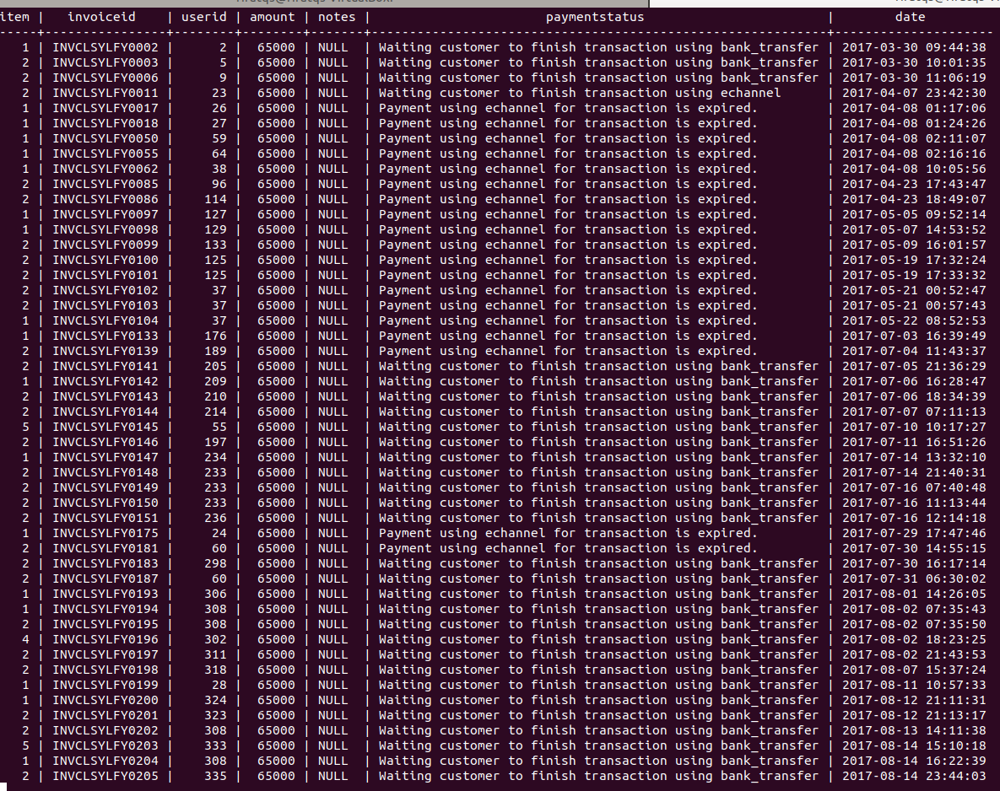 item | invoiceid | userid | amount | notes | paymentstatus | date
-----+----------------+--------+--------+-------+------------------------------------------------------------+---------------------
1 | INVCLSYLFY0002 | 2 | 65000 | NULL | Waiting customer to finish transaction using bank_transfer | 2017-03-30 09:44:38
2 | INVCLSYLFY0003 | 5 | 65000 | NULL | Waiting customer to finish transaction using bank_transfer | 2017-03-30 10:01:35
2 | INVCLSYLFY0006 | 9 | 65000 | NULL | Waiting customer to finish transaction using bank_transfer | 2017-03-30 11:06:19
2 | INVCLSYLFY0011 | 23 | 65000 | NULL | Waiting customer to finish transaction using echannel | 2017-04-07 23:42:30
1 | INVCLSYLFY0017 | 26 | 65000 | NULL | Payment using echannel for transaction is expired. | 2017-04-08 01:17:06
1 | INVCLSYLFY0018 | 27 | 65000 | NULL | Payment using echannel for transaction is expired. | 2017-04-08 01:24:26
1 | INVCLSYLFY0050 | 59 | 65000 | NULL | Payment using echannel for transaction is expired. | 2017-04-08 02:11:07
1 | INVCLSYLFY0055 | 64 | 65000 | NULL | Payment using echannel for transaction is expired. | 2017-04-08 02:16:16
1 | INVCLSYLFY0062 | 38 | 65000 | NULL | Payment using echannel for transaction is expired. | 2017-04-08 10:05:56
2 | INVCLSYLFY0085 | 96 | 65000 | NULL | Payment using echannel for transaction is expired. | 2017-04-23 17:43:47
2 | INVCLSYLFY0086 | 114 | 65000 | NULL | Payment using echannel for transaction is expired. | 2017-04-23 18:49:07
1 | INVCLSYLFY0097 | 127 | 65000 | NULL | Payment using echannel for transaction is expired. | 2017-05-05 09:52:14
1 | INVCLSYLFY0098 | 129 | 65000 | NULL | Payment using echannel for transaction is expired. | 2017-05-07 14:53:52
2 | INVCLSYLFY0099 | 133 | 65000 | NULL | Payment using echannel for transaction is expired. | 2017-05-09 16:01:57
2 | INVCLSYLFY0100 | 125 | 65000 | NULL | Payment using echannel for transaction is expired. | 2017-05-19 17:32:24
2 | INVCLSYLFY0101 | 125 | 65000 | NULL | Payment using echannel for transaction is expired. | 2017-05-19 17:33:32
2 | INVCLSYLFY0102 | 37 | 65000 | NULL | Payment using echannel for transaction is expired. | 2017-05-21 00:52:47
2 | INVCLSYLFY0103 | 37 | 65000 | NULL | Payment using echannel for transaction is expired. | 2017-05-21 00:57:43
1 | INVCLSYLFY0104 | 37 | 65000 | NULL | Payment using echannel for transaction is expired. | 2017-05-22 08:52:53
1 | INVCLSYLFY0133 | 176 | 65000 | NULL | Payment using echannel for transaction is expired. | 2017-07-03 16:39:49
2 | INVCLSYLFY0139 | 189 | 65000 | NULL | Payment using echannel for transaction is expired. | 2017-07-04 11:43:37
2 | INVCLSYLFY0141 | 205 | 65000 | NULL | Waiting customer to finish transaction using bank_transfer | 2017-07-05 21:36:29
1 | INVCLSYLFY0142 | 209 | 65000 | NULL | Waiting customer to finish transaction using bank_transfer | 2017-07-06 16:28:47
2 | INVCLSYLFY0143 | 210 | 65000 | NULL | Waiting customer to finish transaction using bank_transfer | 2017-07-06 18:34:39
2 | INVCLSYLFY0144 | 214 | 65000 | NULL | Waiting customer to finish transaction using bank_transfer | 2017-07-07 07:11:13
5 | INVCLSYLFY0145 | 55 | 65000 | NULL | Waiting customer to finish transaction using bank_transfer | 2017-07-10 10:17:27
2 | INVCLSYLFY0146 | 197 | 65000 | NULL | Waiting customer to finish transaction using bank_transfer | 2017-07-11 16:51:26
1 | INVCLSYLFY0147 | 234 | 65000 | NULL | Waiting customer to finish transaction using bank_transfer | 2017-07-14 13:32:10
2 | INVCLSYLFY0148 | 233 | 65000 | NULL | Waiting customer to finish transaction using bank_transfer | 2017-07-14 21:40:31
2 | INVCLSYLFY0149 | 233 | 65000 | NULL | Waiting customer to finish transaction using bank_transfer | 2017-07-16 07:40:48
2 | INVCLSYLFY0150 | 233 | 65000 | NULL | Waiting customer to finish transaction using bank_transfer | 2017-07-16 11:13:44
2 | INVCLSYLFY0151 | 236 | 65000 | NULL | Waiting customer to finish transaction using bank_transfer | 2017-07-16 12:14:18
1 | INVCLSYLFY0175 | 24 | 65000 | NULL | Payment using echannel for transaction is expired. | 2017-07-29 17:47:46
2 | INVCLSYLFY0181 | 60 | 65000 | NULL | Payment using echannel for transaction is expired. | 2017-07-30 14:55:15
2 | INVCLSYLFY0183 | 298 | 65000 | NULL | Waiting customer to finish transaction using bank_transfer | 2017-07-30 16:17:14
2 | INVCLSYLFY0187 | 60 | 65000 | NULL | Waiting customer to finish transaction using bank_transfer | 2017-07-31 06:30:02
1 | INVCLSYLFY0193 | 306 | 65000 | NULL | Waiting customer to finish transaction using bank_transfer | 2017-08-01 14:26:05
1 | INVCLSYLFY0194 | 308 | 65000 | NULL | Waiting customer to finish transaction using bank_transfer | 2017-08-02 07:35:43
2 | INVCLSYLFY0195 | 308 | 65000 | NULL | Waiting customer to finish transaction using bank_transfer | 2017-08-02 07:35:50
4 | INVCLSYLFY0196 | 302 | 65000 | NULL | Waiting customer to finish transaction using bank_transfer | 2017-08-02 18:23:25
2 | INVCLSYLFY0197 | 311 | 65000 | NULL | Waiting customer to finish transaction using bank_transfer | 2017-08-02 21:43:53
2 | INVCLSYLFY0198 | 318 | 65000 | NULL | Waiting customer to finish transaction using bank_transfer | 2017-08-07 15:37:24
1 | INVCLSYLFY0199 | 28 | 65000 | NULL | Waiting customer to finish transaction using bank_transfer | 2017-08-11 10:57:33
1 | INVCLSYLFY0200 | 324 | 65000 | NULL | Waiting customer to finish transaction using bank_transfer | 2017-08-12 21:11:31
2 | INVCLSYLFY0201 | 323 | 65000 | NULL | Waiting customer to finish transaction using bank_transfer | 2017-08-12 21:13:17
2 | INVCLSYLFY0202 | 308 | 65000 | NULL | Waiting customer to finish transaction using bank_transfer | 2017-08-13 14:11:38
5 | INVCLSYLFY0203 | 333 | 65000 | NULL | Waiting customer to finish transaction using bank_transfer | 2017-08-14 15:10:18
1 | INVCLSYLFY0204 | 308 | 65000 | NULL | Waiting customer to finish transaction using bank_transfer | 2017-08-14 16:22:39
2 | INVCLSYLFY0205 | 335 | 65000 | NULL | Waiting customer to finish transaction using bank_transfer | 2017-08-14 23:44:03